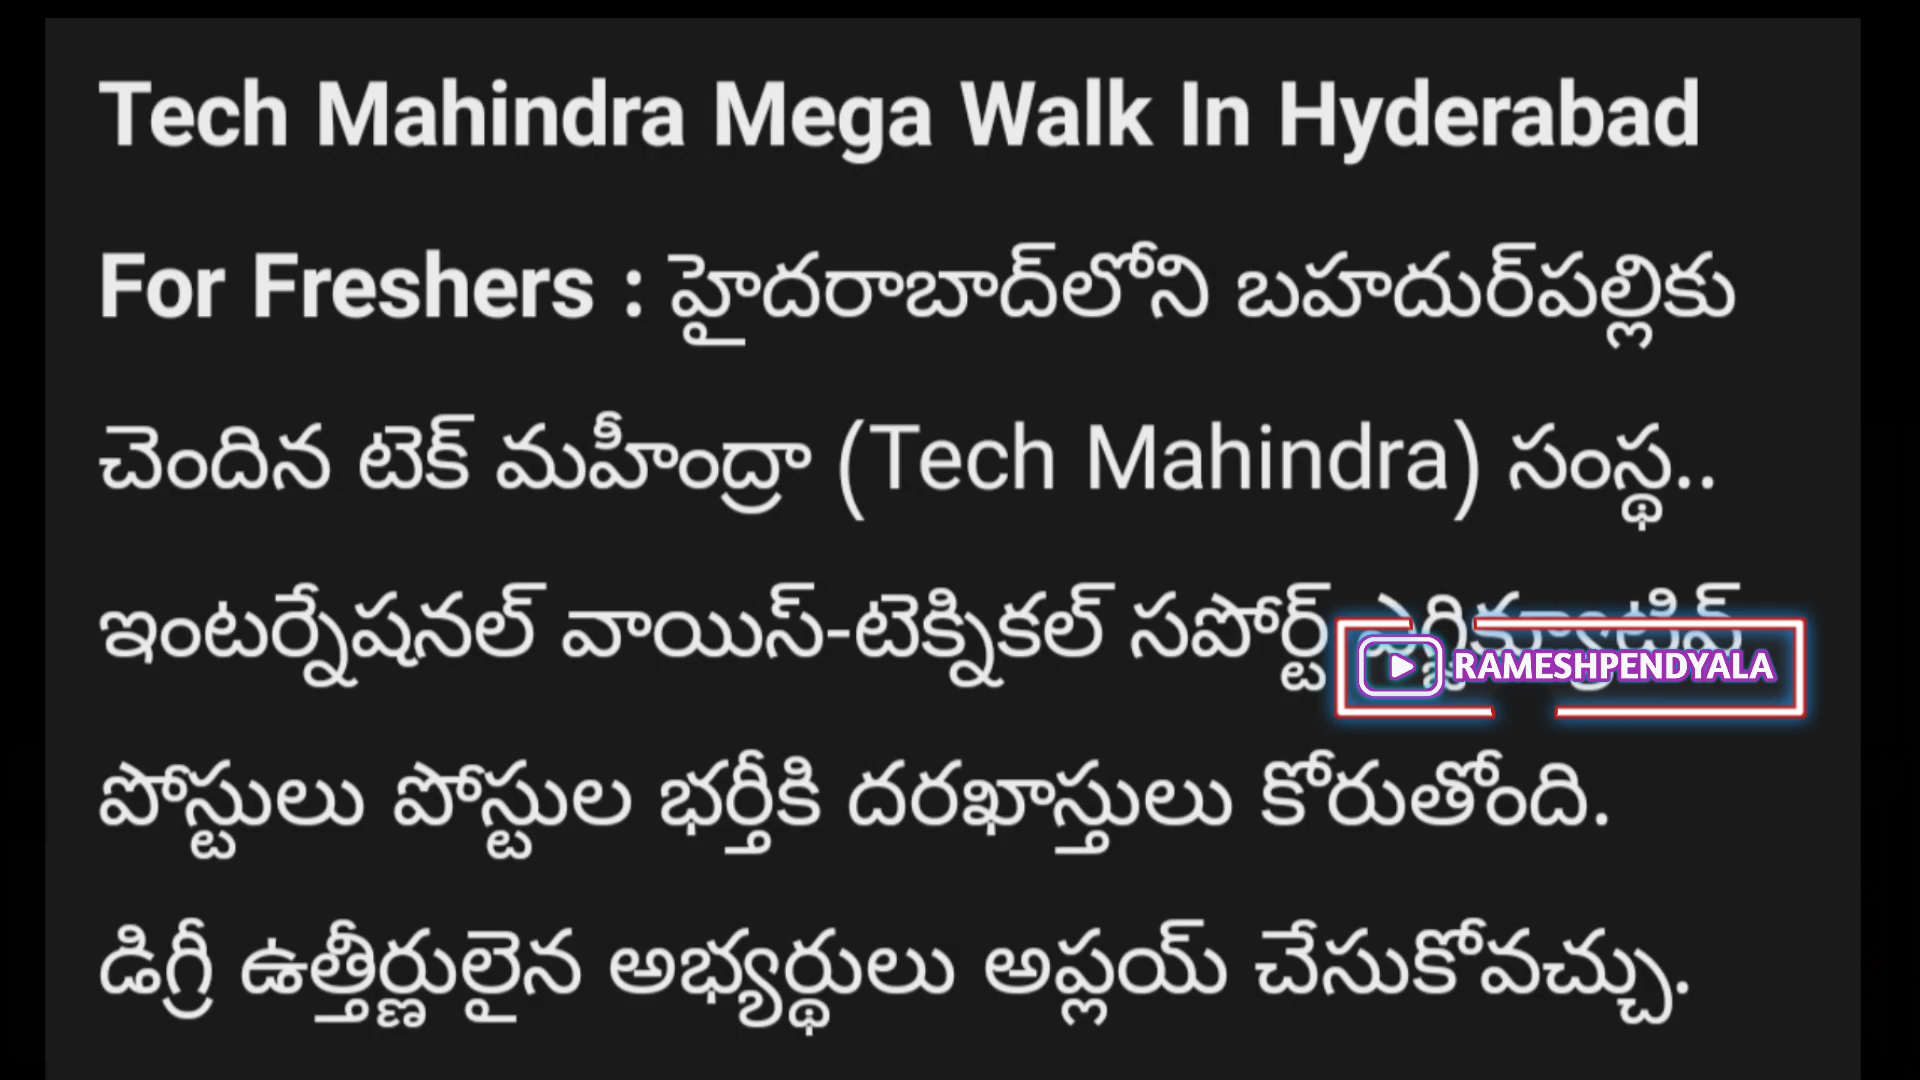 Tech Mahindra Mega Walk In Hyderabad
For Freshers : హైదరాబాద్‌లోని బహదుర్‌పల్లికు
చెందిన టెక్ మహీంద్రా (Tech Mahindra) సంస్థ..
ఇంటర్నేషనల్ వాయిస్-టెక్నికల్ సపోర్ట్
RAMESHPENDYALA
పోస్టులు పోస్టుల భర్తీకి దరఖాస్తులు కోరుతోంది.
డిగ్రీ ఉత్తీర్ణులైన అభ్యర్థులు అప్లయ్ చేసుకోవచ్చు.